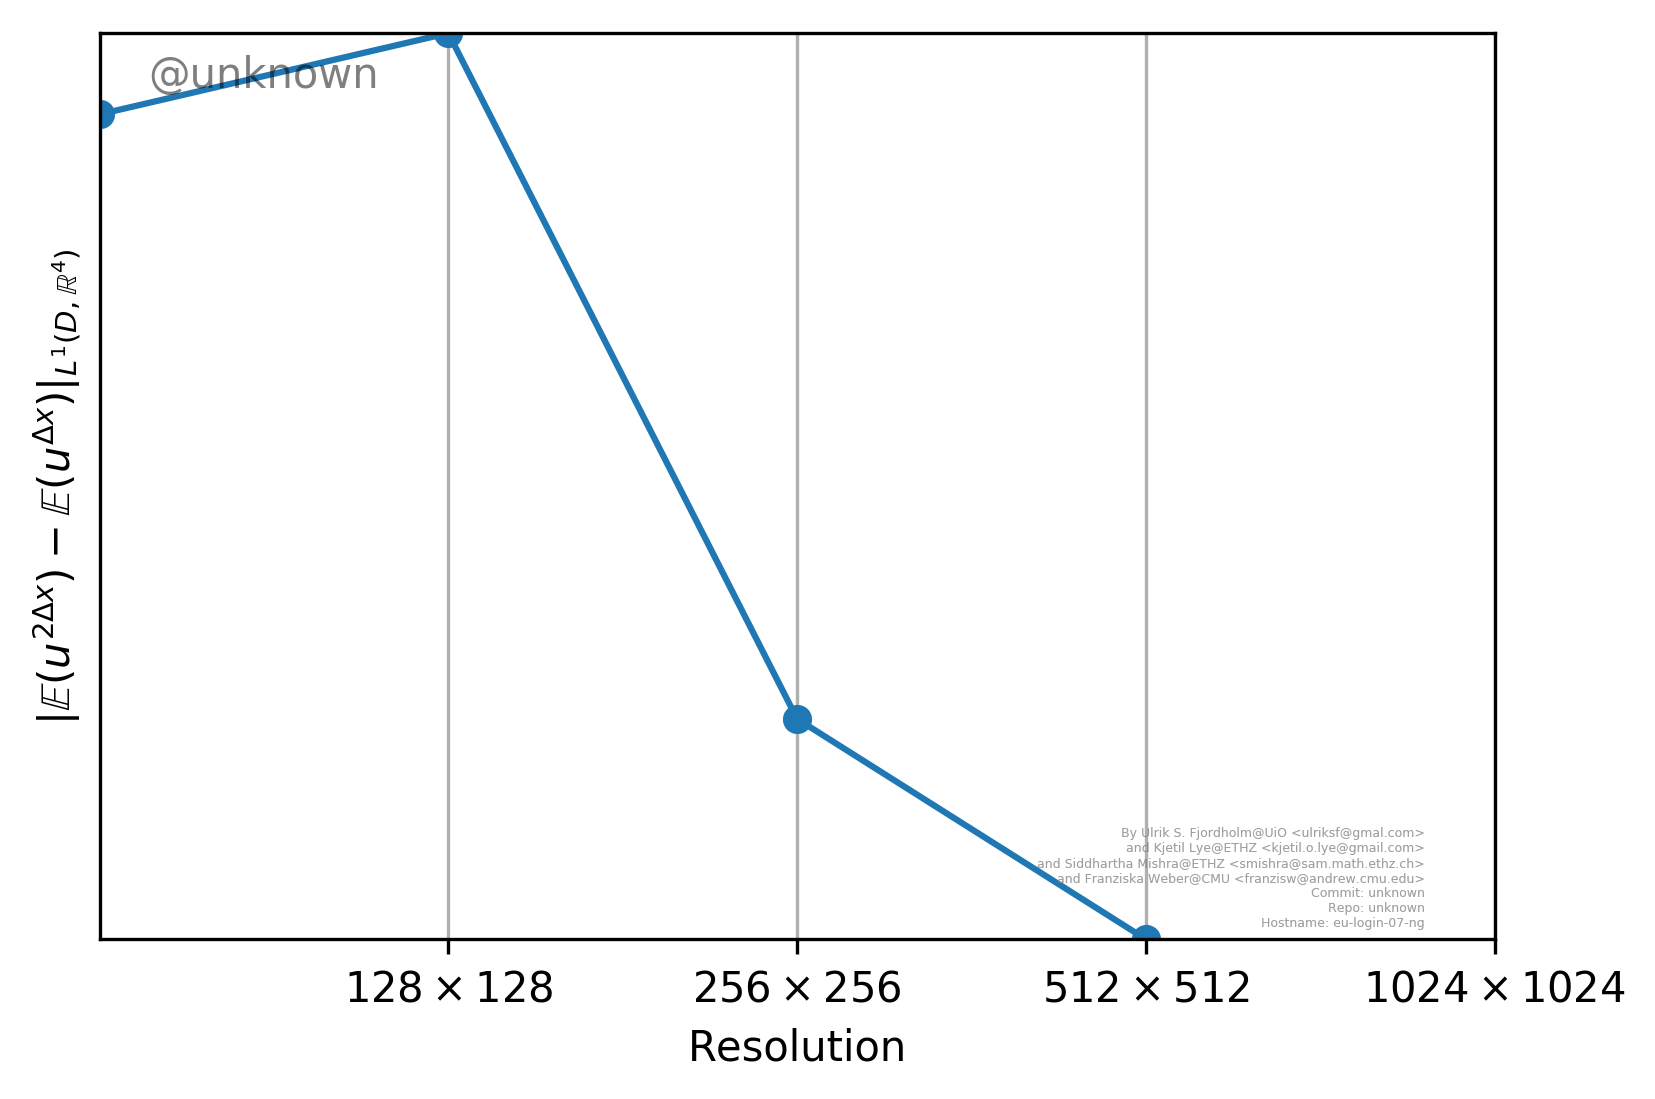 @unknown
|𝔼(u^{2Δx}) − 𝔼(u^{Δx})|_{L^1(D, ℝ^4)}
By Ulrik S. Fjordholm@UiO <ulriksf@gmal.com>
and Kjetil Lye@ETHZ <kjetil.o.lye@gmail.com>
and Siddhartha Mishra@ETHZ <smishra@sam.math.ethz.ch>
and Franziska Weber@CMU <franzisw@andrew.cmu.edu>
Commit: unknown
Repo: unknown
Hostname: eu-login-07-ng
128 × 128 256 × 256 512 × 512 1024 × 1024
Resolution